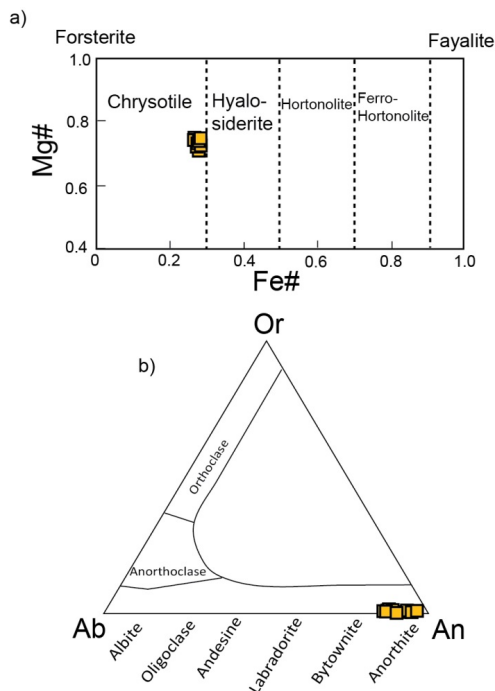 a)
Forsterite
Fayalite
1.0
0.8
0.6
0.4
Mg#
Chrysotile
Hyalo-
siderite
Hortonolite
Ferro-
Hortonolite
0
0.2
0.4
0.6
0.8
1.0
Fe#
b)
Or
Orthoclase
Anorthoclase
Ab
An
Albite
Oligoclase
Andesine
Labradorite
Bytownite
Anorthite